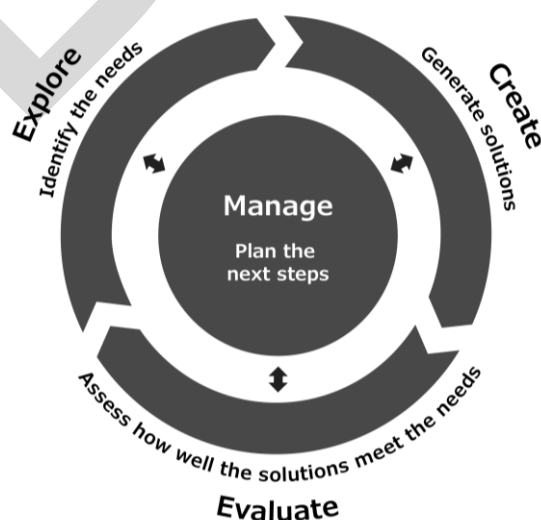 Explore
Identify the needs
Create
Generate solutions
Manage
Plan the
next steps
Assess how well the solutions meet the needs
Evaluate